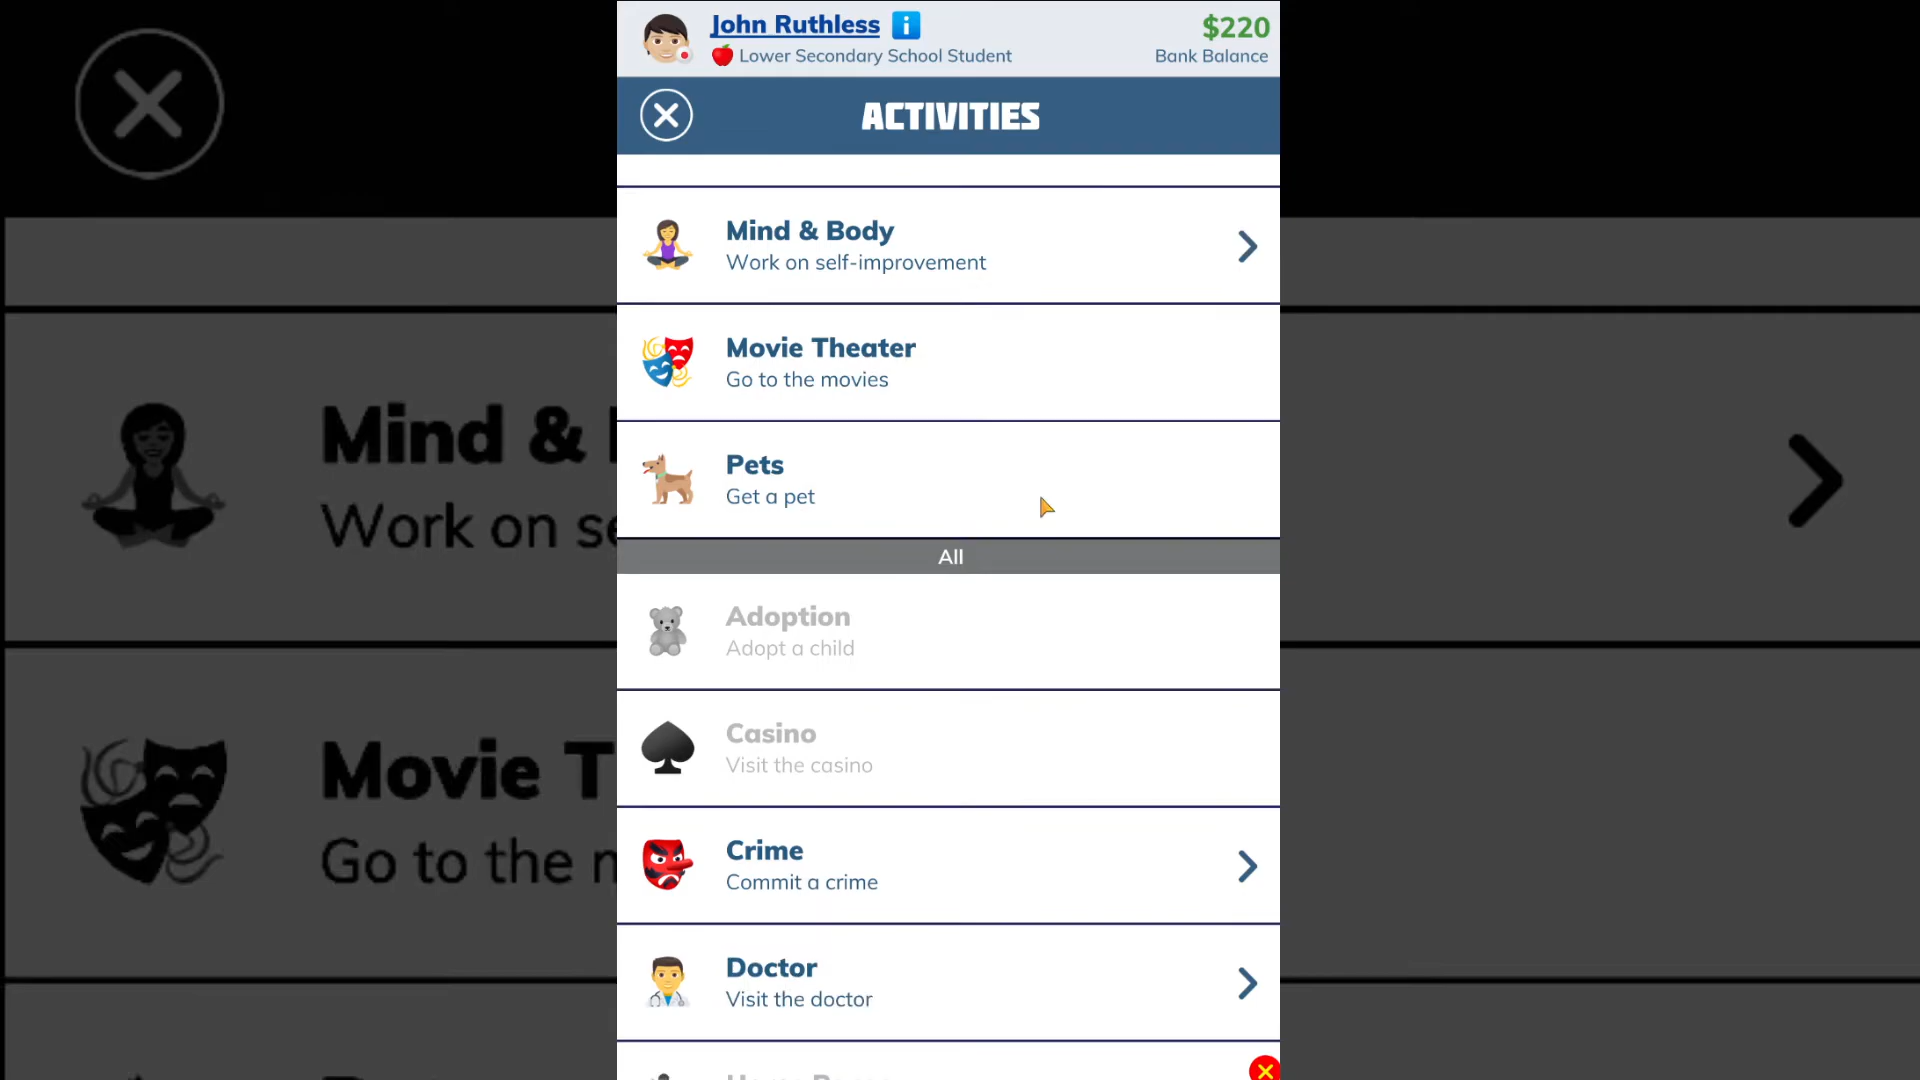 John Ruthless
Lower Secondary School Student
$220
Bank Balance
ACTIVITIES
Mind & Body
Work on self-improvement
Movie Theater
Go to the movies
Pets
Get a pet
All
Adoption
Adopt a child
Casino
Visit the casino
Crime
Commit a crime
Doctor
Visit the doctor
Mind &
Work on se
Movie T
Go to the